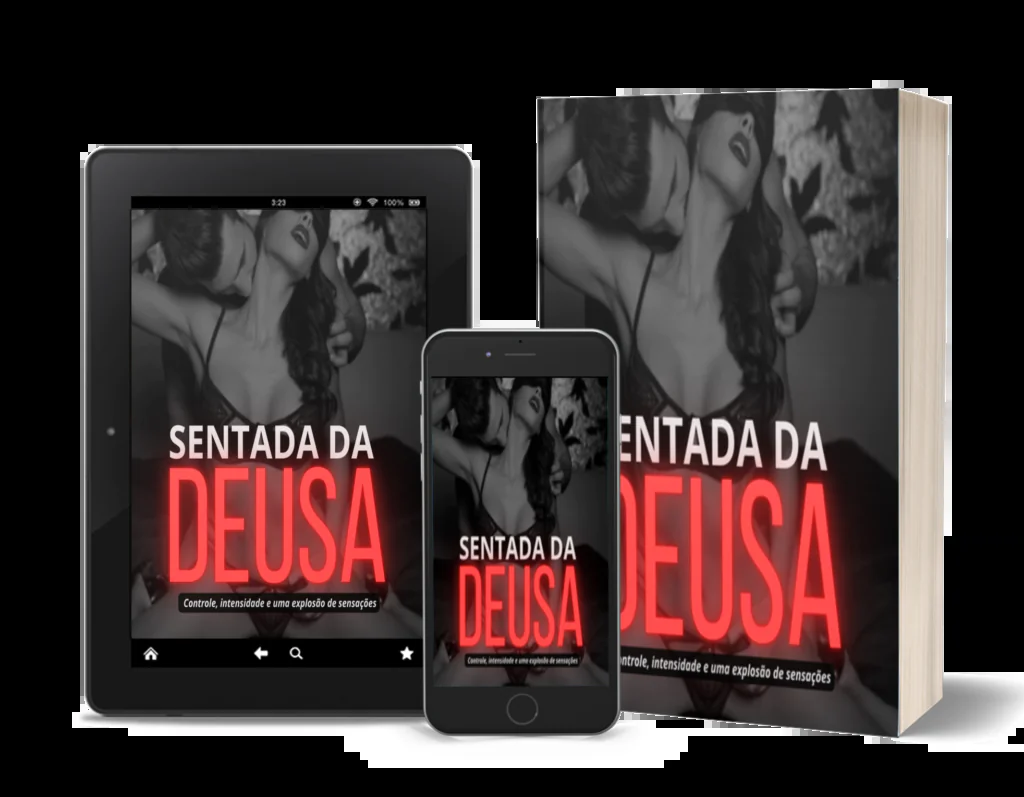 3:23
100%
SENTADA DA
DEUSA
Controle, intensidade e uma explosão de sensações
SENTADA DA
DEUSA
Controle, intensidade e uma explosão de sensações
ENTADA DA
DEUSA
ontrole, intensidade e uma explosão de sensações